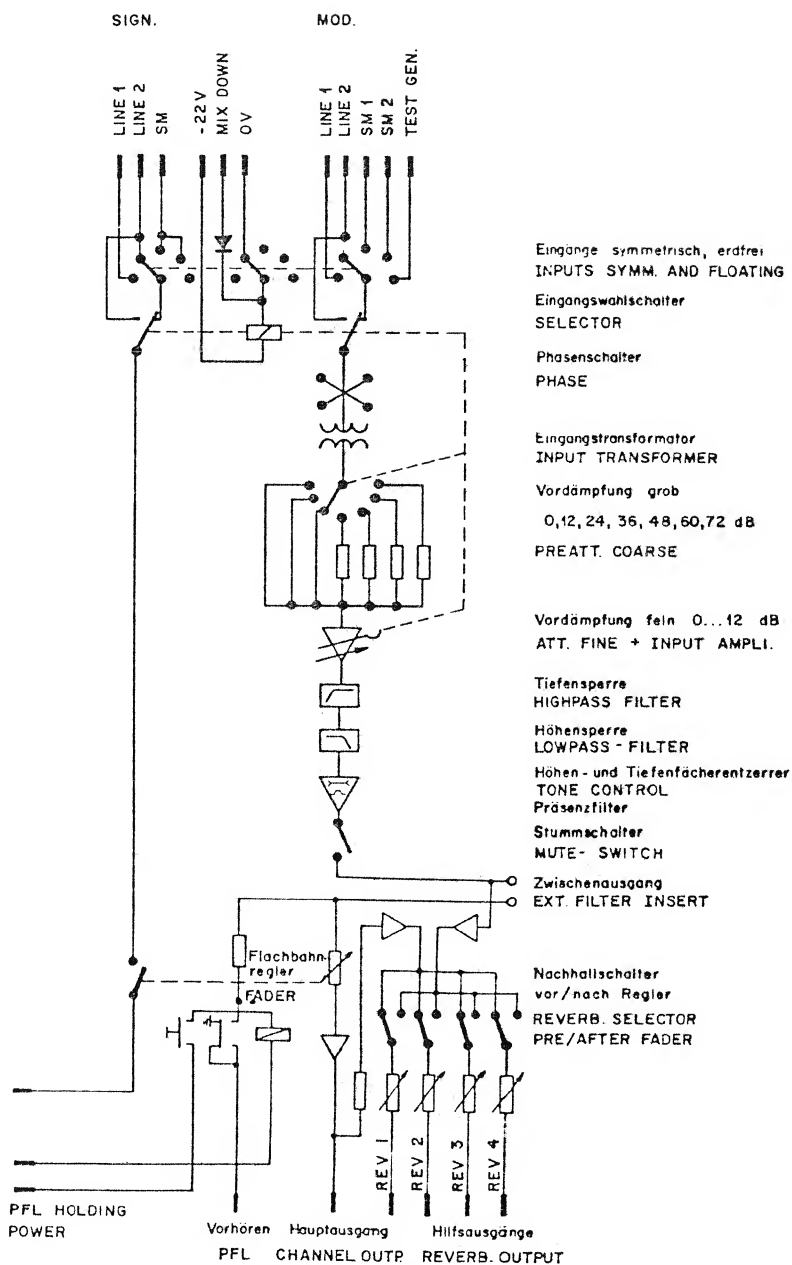 SIGN. MOD.
LINE 1
LINE 2
SM
-22V
MIX DOWN
0V
LINE 1
LINE 2
SM 1
SM 2
TEST GEN.
Eingänge symmetrisch, erdfrei
INPUTS SYMM. AND FLOATING
Eingangswahlschalter
SELECTOR
Phasenschalter
PHASE
Eingangstransformator
INPUT TRANSFORMER
Vordämpfung grob
0,12, 24, 36, 48, 60, 72 dB
PREATT. COARSE
Vordämpfung fein 0...12 dB
ATT. FINE + INPUT AMPLI.
Tiefensperre
HIGHPASS FILTER
Höhensperre
LOWPASS - FILTER
Höhen- und Tiefenfächerentzerrer
TONE CONTROL
Präsenzfilter
Stummschalter
MUTE- SWITCH
Zwischenausgang
EXT. FILTER INSERT
Flachbahn-
regler
FADER
Nachhallschalter
vor/nach Regler
REVERB. SELECTOR
PRE/AFTER FADER
REV 1
REV 2
REV 3
REV 4
PFL HOLDING
POWER
Vorhören Hauptausgang Hilfsausgänge
PFL CHANNEL OUTP. REVERB. OUTPUT